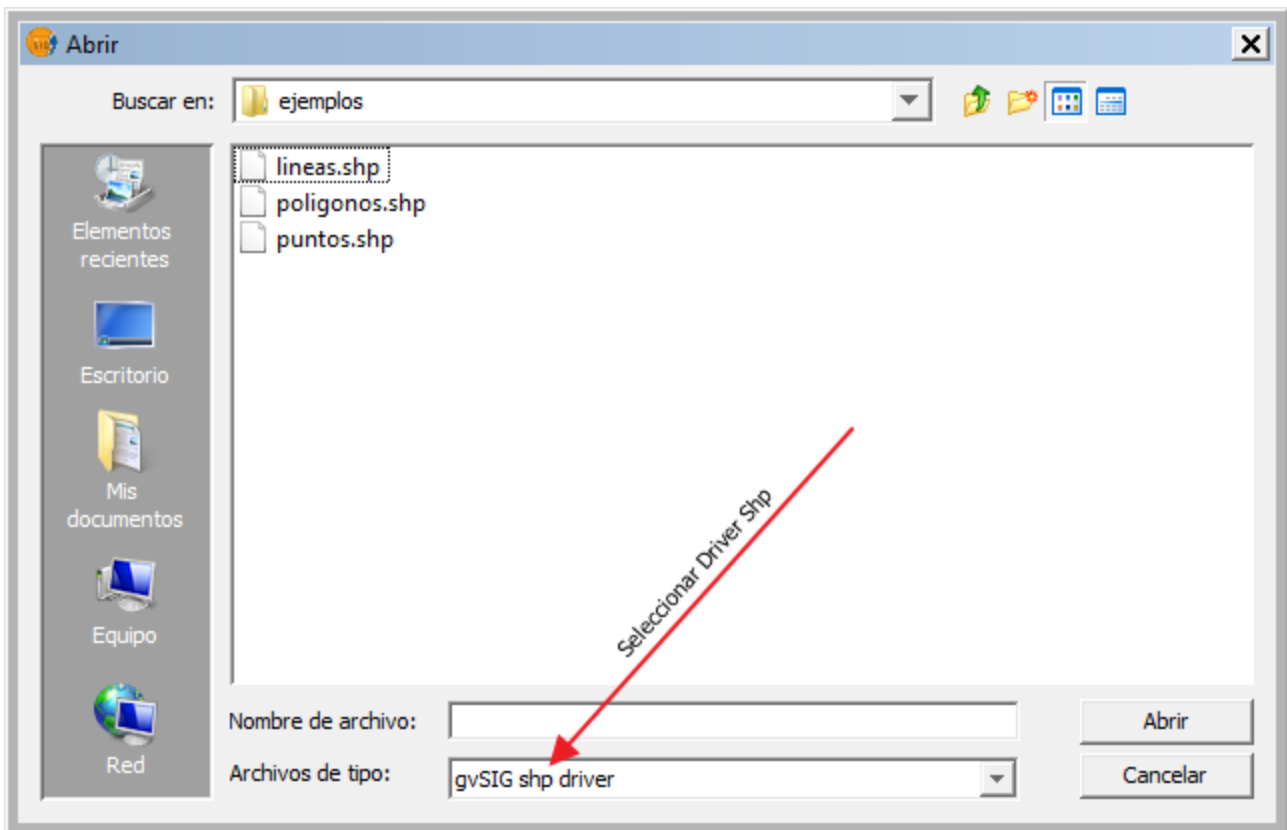 Abrir
Buscar en:
ejemplos
lineas.shp
poligonos.shp
puntos.shp
Elementos
recientes
Escritorio
Mis
documentos
Equipo
Red
Seleccionar Driver Shp
Nombre de archivo:
Abrir
Archivos de tipo:
gvSIG shp driver
Cancelar